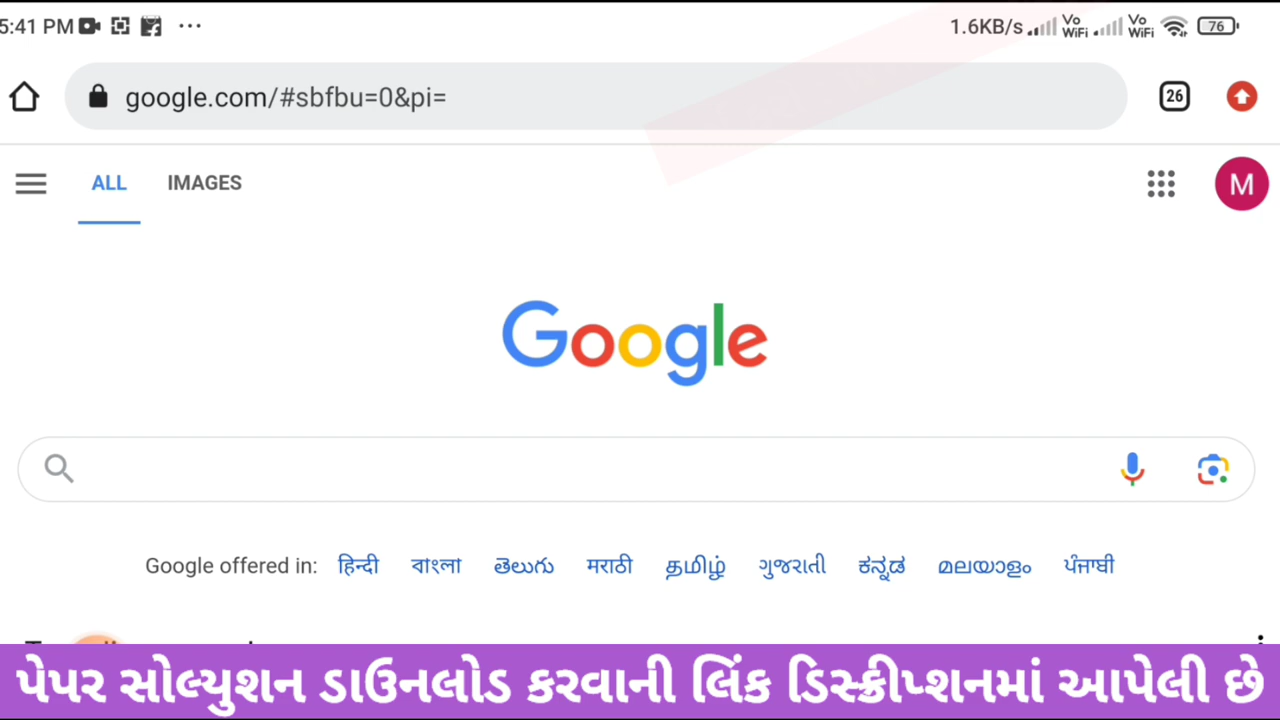 5:41 PM ... 1.6KB/s Vo WiFi Vo WiFi 76
google.com/#sbfbu=0&pi= 26
ALL IMAGES M
Google
Google offered in: हिन्दी বাংলা తెలుగు मराठी தமிழ் ગુજરાતી ಕನ್ನಡ മലയാളം ਪੰਜਾਬੀ
પેપર સોલ્યુશન ડાઉનલોડ કરવાની લિંક ડિસ્ક્રીપ્શનમાં આપેલી છે